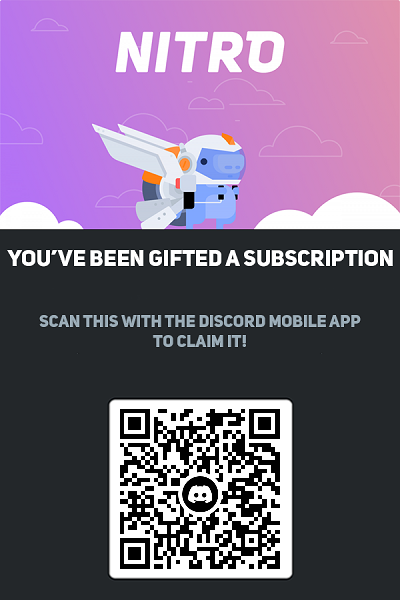 NITRO
YOU'VE BEEN GIFTED A SUBSCRIPTION
SCAN THIS WITH THE DISCORD MOBILE APP
TO CLAIM IT!